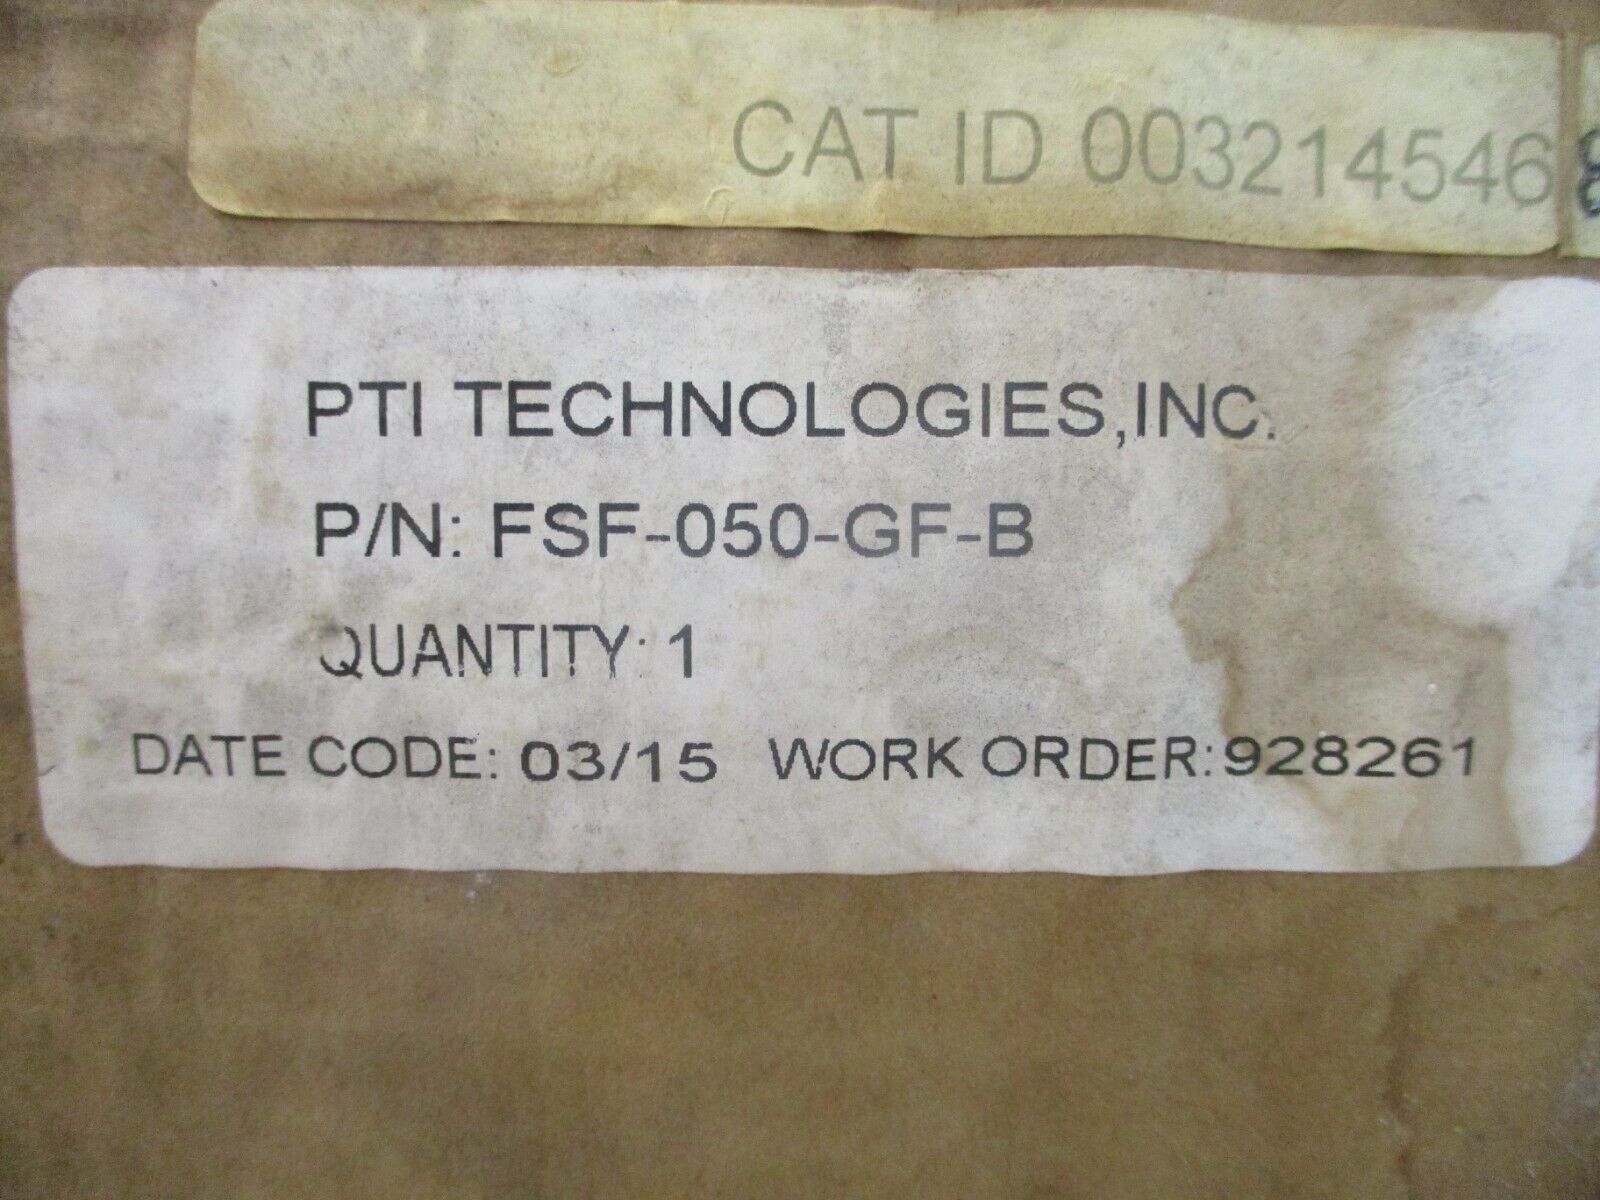 CAT ID 003214546
PTI TECHNOLOGIES,INC.
P/N: FSF-050-GF-B
QUANTITY: 1
DATE CODE: 03/15 WORK ORDER: 928261